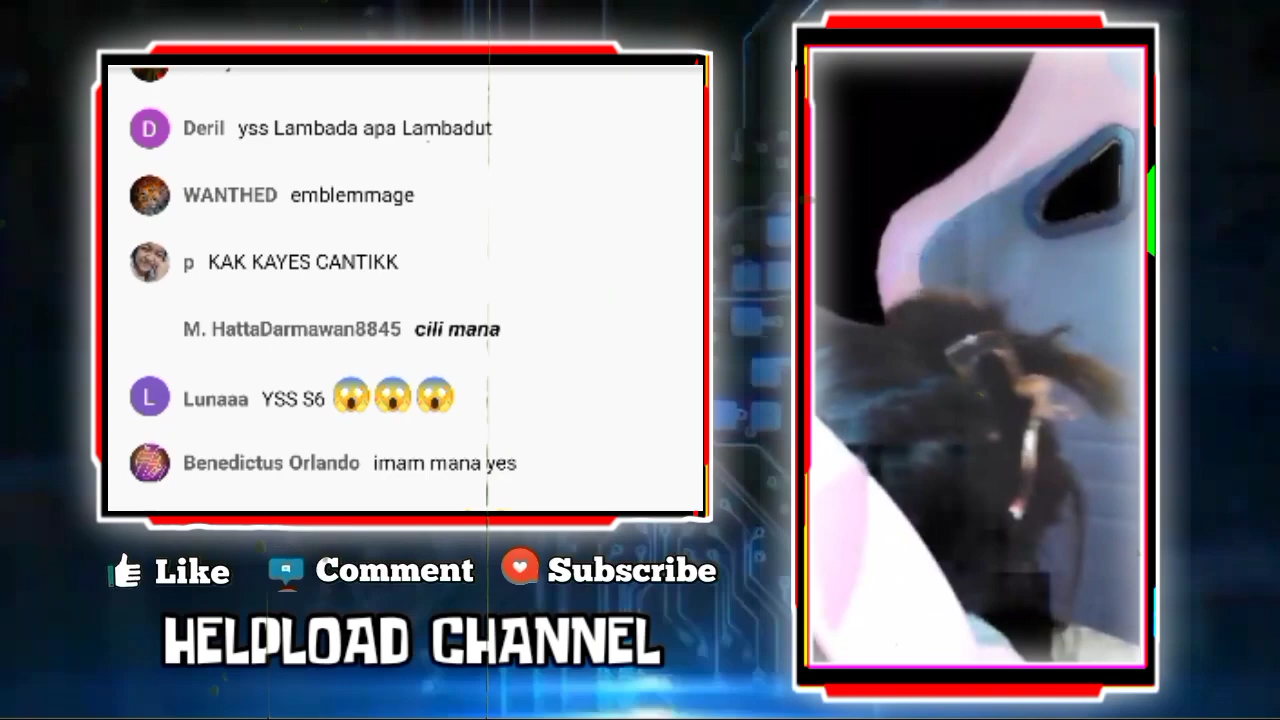 D Deril yss Lambada apa Lambadut
WANTHED emblemmage
p KAK KAYES CANTIKK
M. HattaDarmawan8845 cili mana
L Lunaaa YSS S6 😱😱😱
Benedictus Orlando imam mana yes
Like Comment Subscribe
HELPLOAD CHANNEL